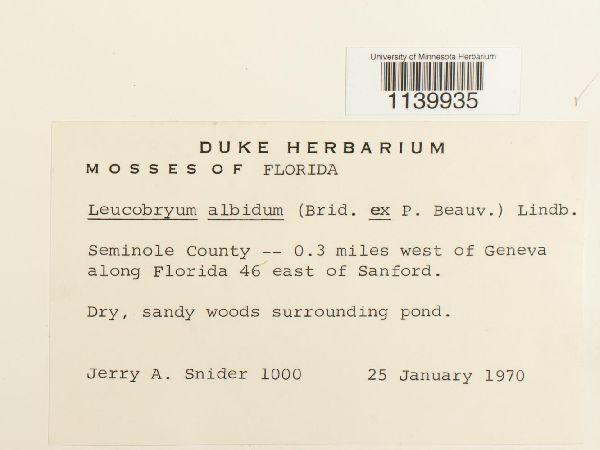 University of Minnesota Herbarium
1139935
DUKE HERBARIUM
MOSSES OF FLORIDA
Leucobryum albidum (Brid. ex P. Beauv.) Lindb.
Seminole County -- 0.3 miles west of Geneva
along Florida 46 east of Sanford.
Dry, sandy woods surrounding pond.
Jerry A. Snider 1000 25 January 1970